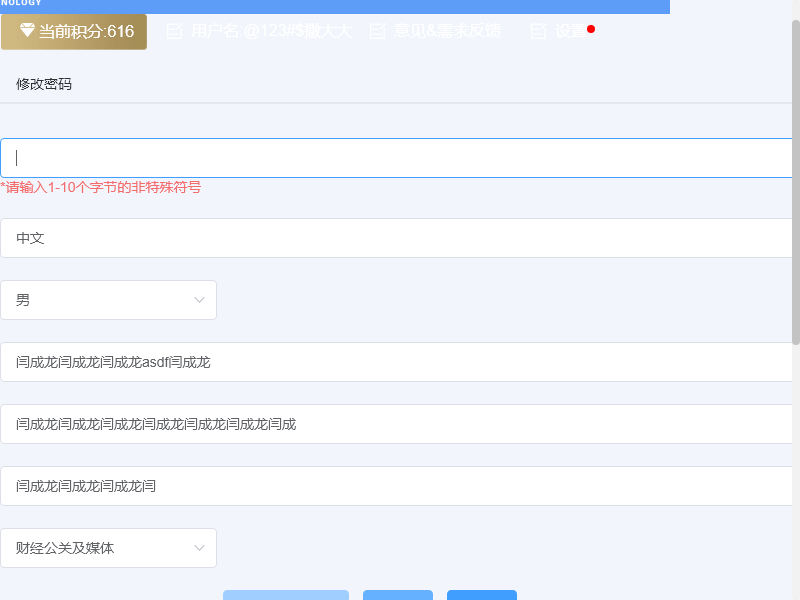 NOLOGY
当前积分:616 用户名:@123#$撒大大 意见&需求反馈 设置
修改密码
*请输入1-10个字节的非特殊符号
中文
男
闫成龙闫成龙闫成龙asdf闫成龙
闫成龙闫成龙闫成龙闫成龙闫成龙闫成龙闫成
闫成龙闫成龙闫成龙闫
财经公关及媒体